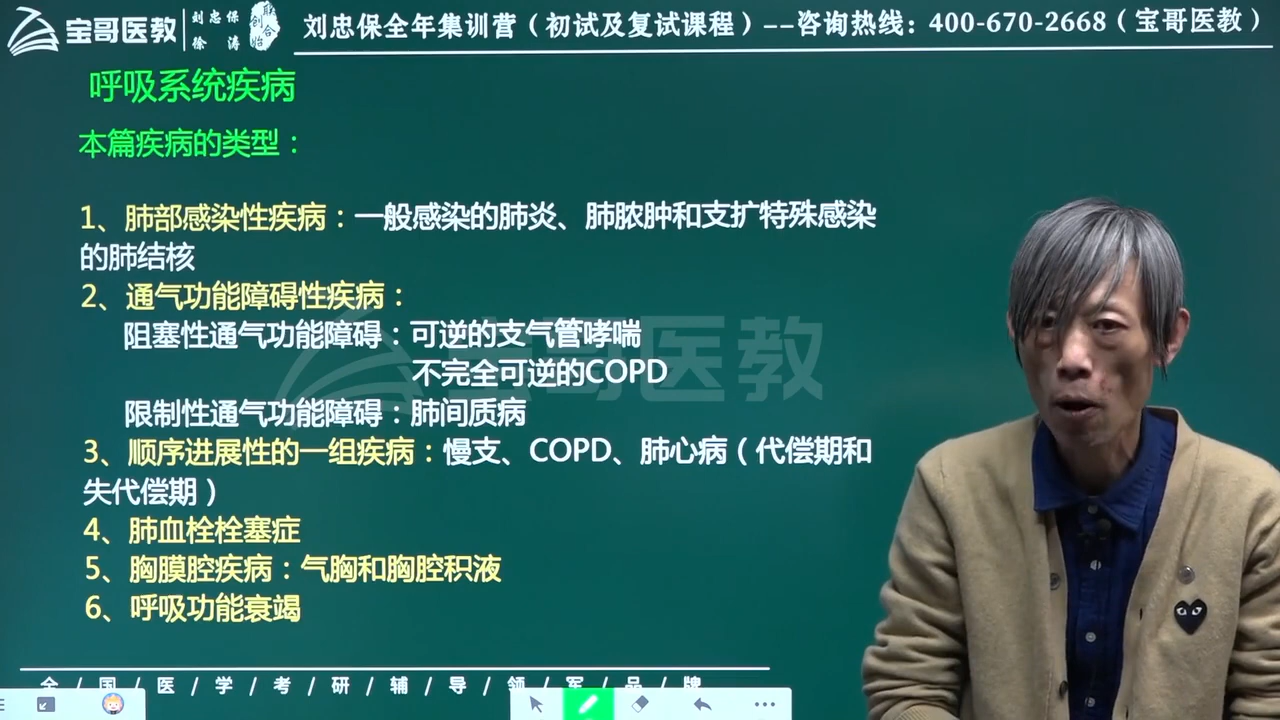 宝哥医教
刘忠保
徐涛
联合创始
刘忠保全年集训营（初试及复试课程）--咨询热线：400-670-2668（宝哥医教）
呼吸系统疾病
本篇疾病的类型：
1、肺部感染性疾病：一般感染的肺炎、肺脓肿和支扩特殊感染
的肺结核
2、通气功能障碍性疾病：
阻塞性通气功能障碍：可逆的支气管哮喘
不完全可逆的COPD
限制性通气功能障碍：肺间质病
3、顺序进展性的一组疾病：慢支、COPD、肺心病（代偿期和
失代偿期）
4、肺血栓栓塞症
5、胸膜腔疾病：气胸和胸腔积液
6、呼吸功能衰竭
宝哥医教
全/国/医/学/考/研/辅/导/领/军/品/牌